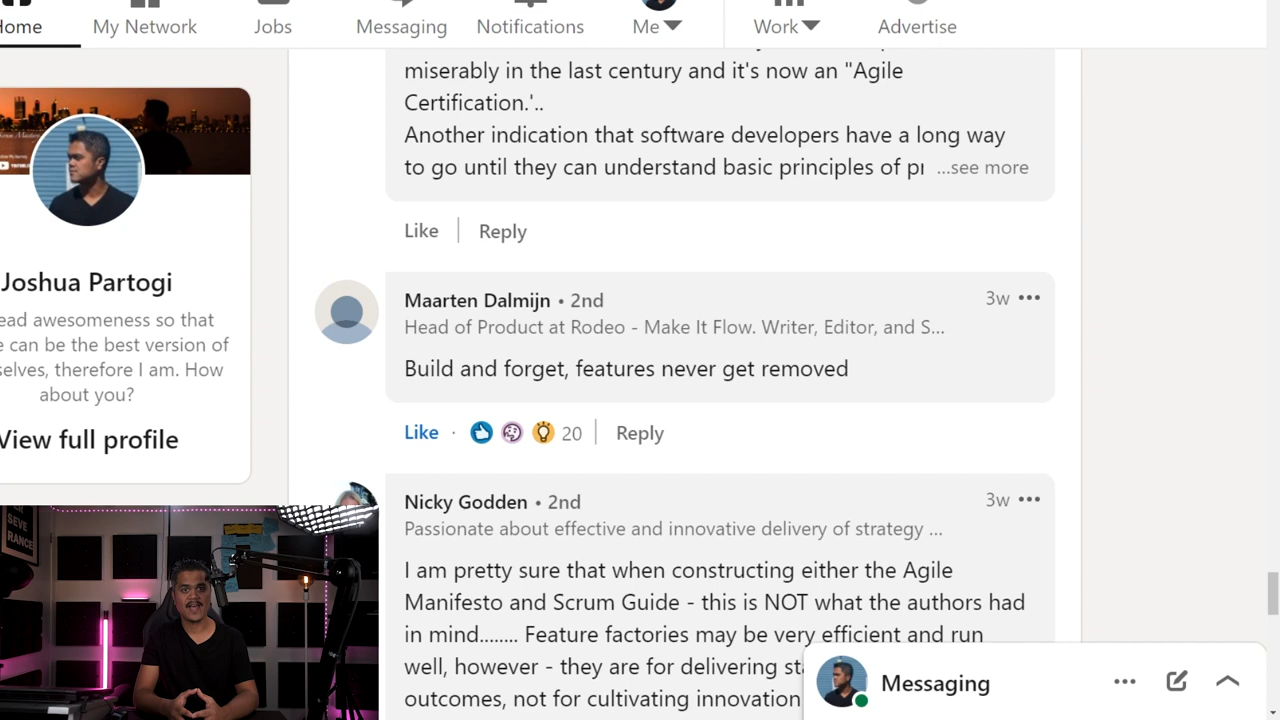 Home
My Network
Jobs
Messaging
Notifications
Me
Work
Advertise
miserably in the last century and it's now an "Agile
Certification.'..
Another indication that software developers have a long way
to go until they can understand basic principles of pr ...see more
Like
Reply
Joshua Partogi
ead awesomeness so that
e can be the best version of
selves, therefore I am. How
about you?
View full profile
Maarten Dalmijn • 2nd
3w
Head of Product at Rodeo - Make It Flow. Writer, Editor, and S...
Build and forget, features never get removed
Like · 20
Reply
Nicky Godden • 2nd
3w
Passionate about effective and innovative delivery of strategy ...
I am pretty sure that when constructing either the Agile
Manifesto and Scrum Guide - this is NOT what the authors had
in mind........ Feature factories may be very efficient and run
well, however - they are for delivering sta
outcomes, not for cultivating innovation
SEVE
RANCE
Messaging